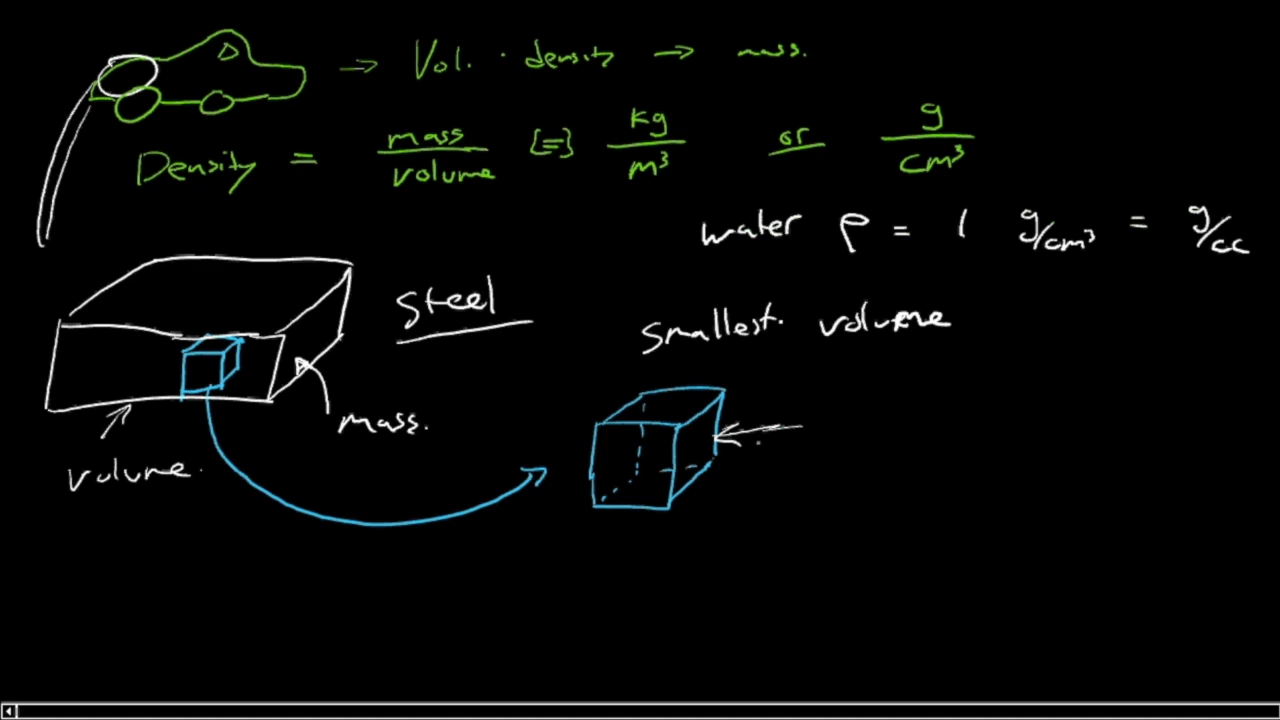 → Vol. · density → mass.
Density = mass/volume [=] kg/m³ or g/cm³
water ρ = 1 g/cm³ = g/cc
Steel
smallest. volume
mass.
volume.